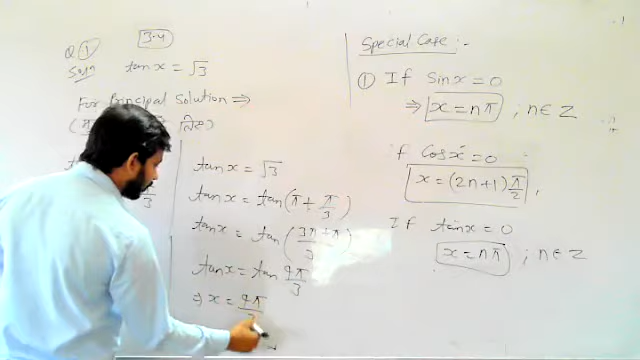 Q ① 3.4
Soln tan x = √3
For Principal Solution ⇒
लिए)
π/3
tan x = √3
tan x = tan(π + π/3)
tan x = tan(3π+π/3)
tan x = tan 4π/3
⇒ x = 4π/3
Special Case :-
① If Sin x = 0
⇒ x = nπ ; n ∈ Z
if Cos x = 0
x = (2n+1) π/2 ,
If tan x = 0
x = nπ ; n ∈ Z